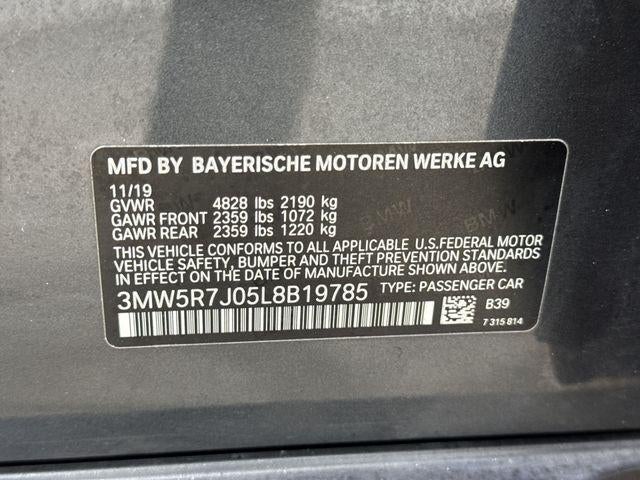 MFD BY BAYERISCHE MOTOREN WERKE AG
11/19
GVWR 4828 lbs 2190 kg
GAWR FRONT 2359 lbs 1072 kg
GAWR REAR 2359 lbs 1220 kg
THIS VEHICLE CONFORMS TO ALL APPLICABLE U.S.FEDERAL MOTOR
VEHICLE SAFETY, BUMPER AND THEFT PREVENTION STANDARDS
IN EFFECT ON THE DATE OF MANUFACTURE SHOWN ABOVE.
3MW5R7J05L8B19785 TYPE: PASSENGER CAR
B39
7 315 814